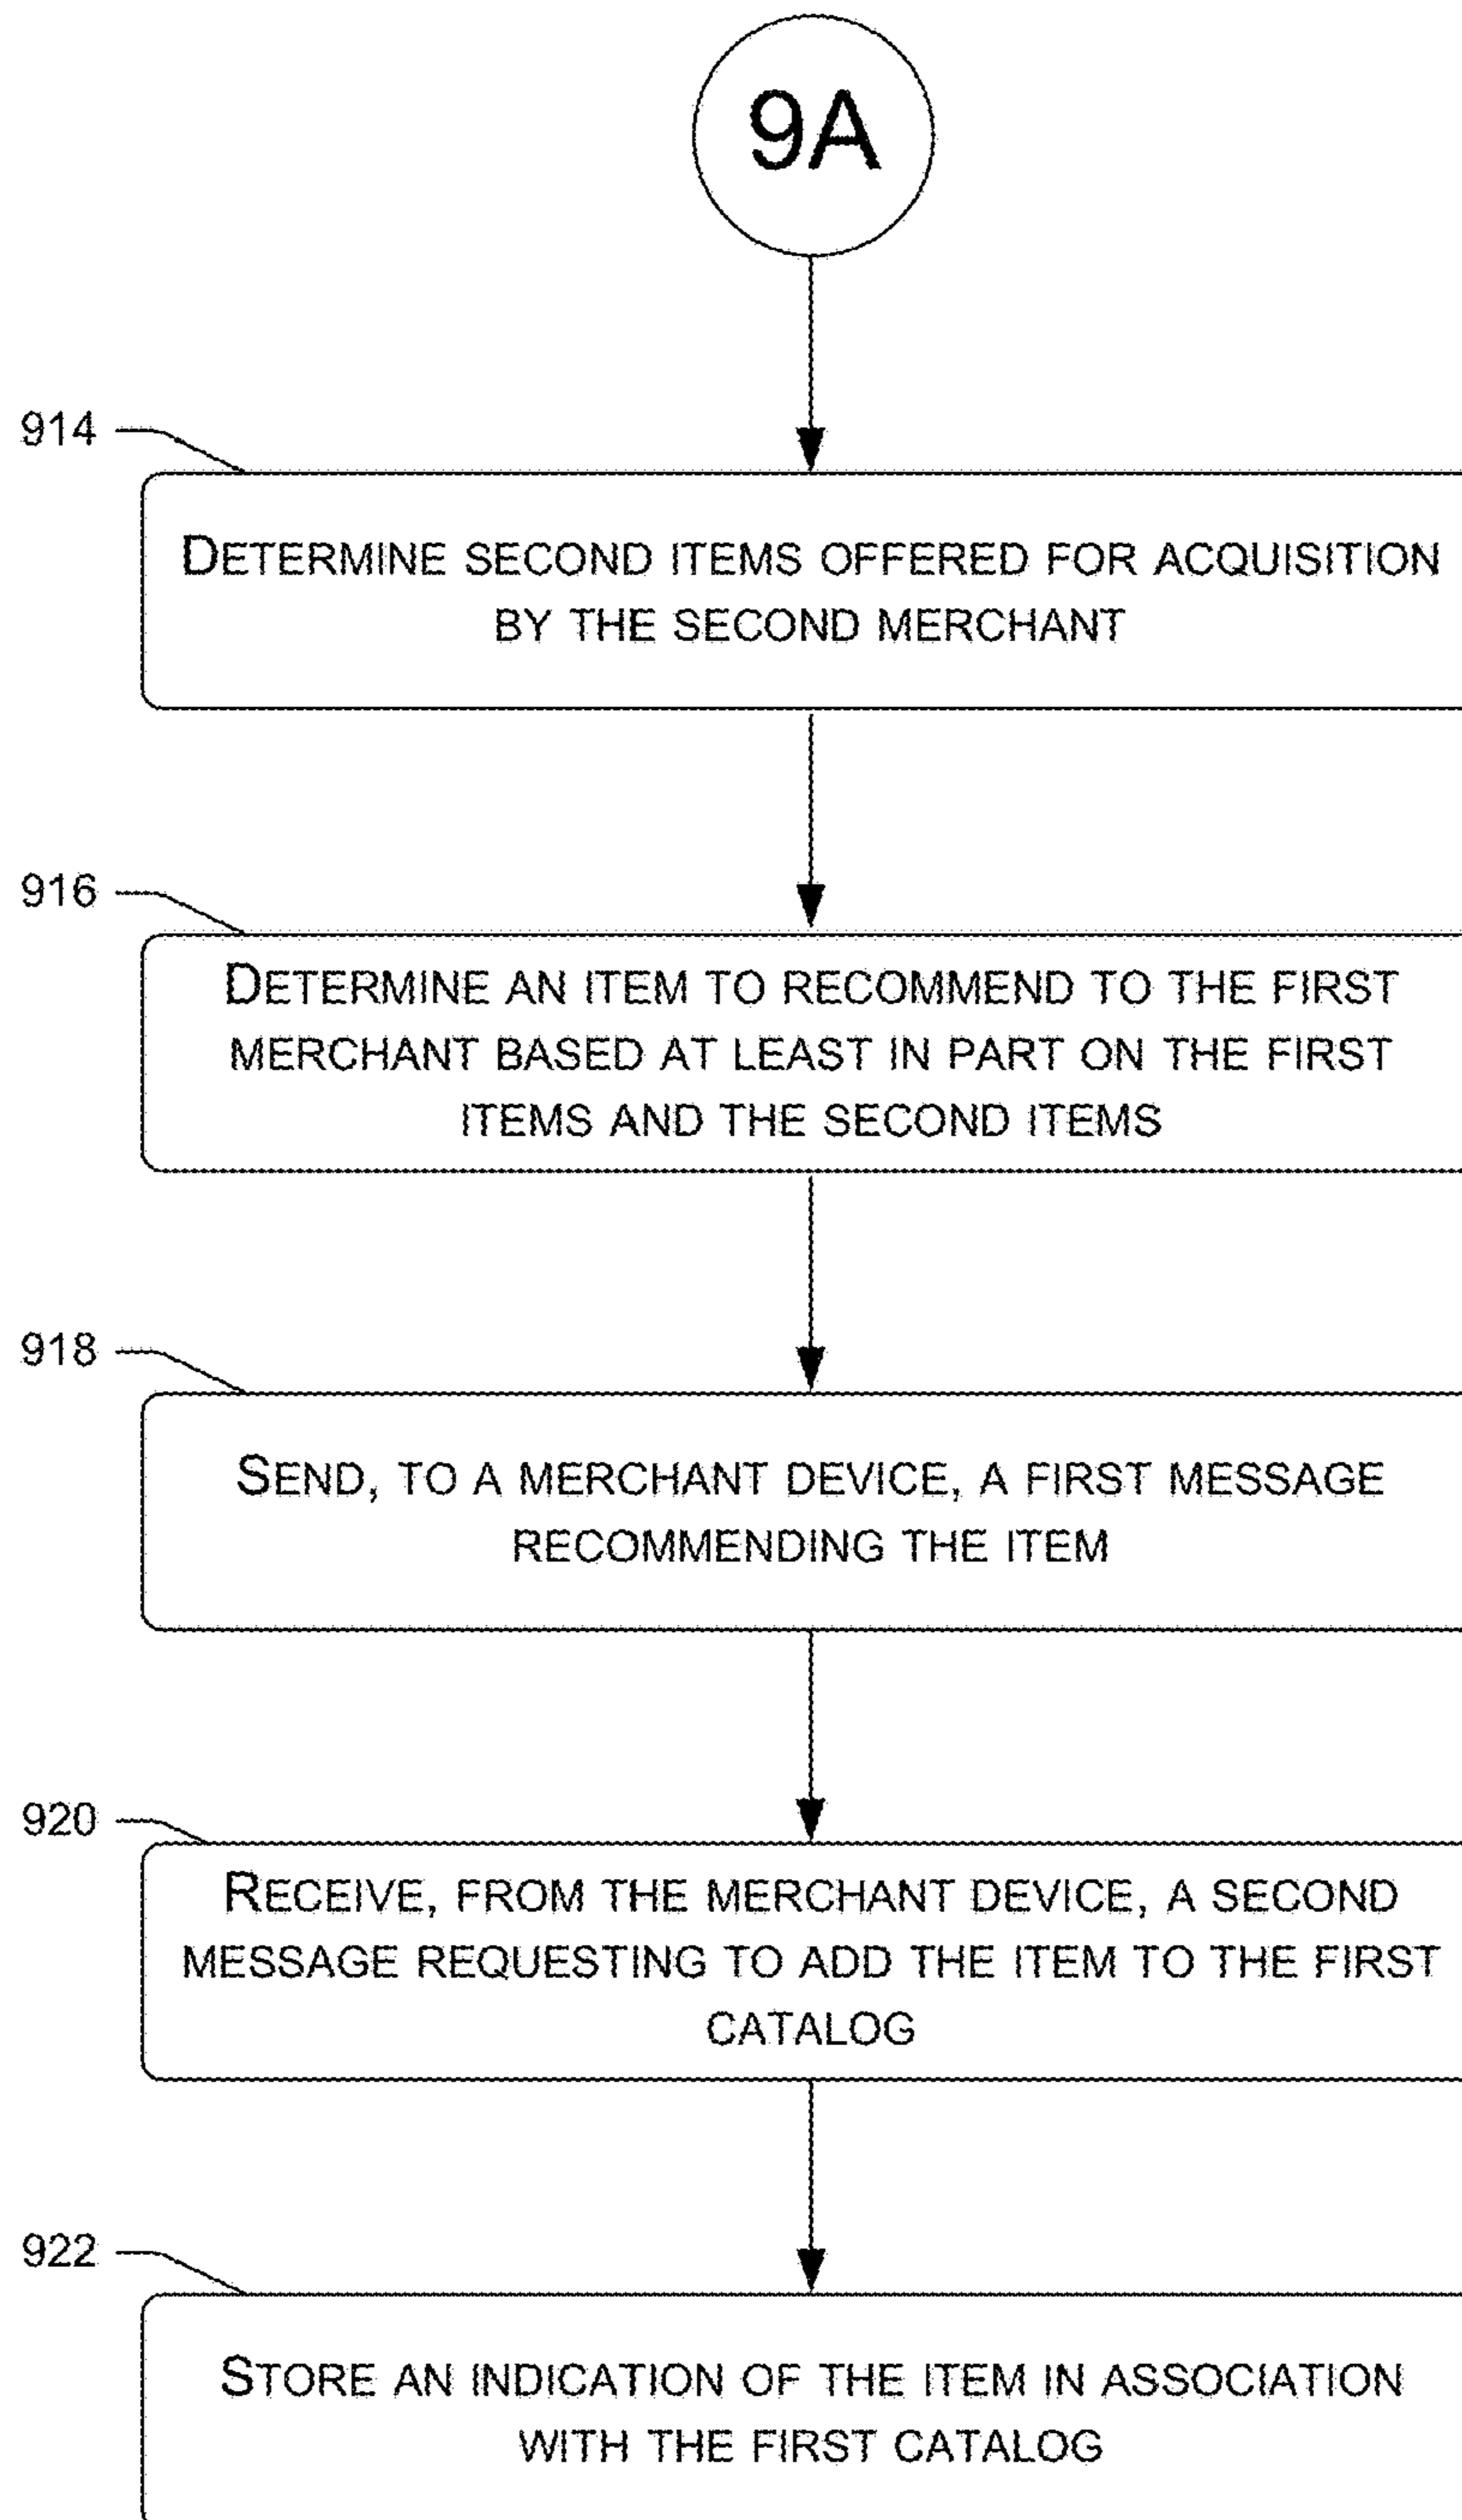 9A
914
DETERMINE SECOND ITEMS OFFERED FOR ACQUISITION
BY THE SECOND MERCHANT
916
DETERMINE AN ITEM TO RECOMMEND TO THE FIRST
MERCHANT BASED AT LEAST IN PART ON THE FIRST
ITEMS AND THE SECOND ITEMS
918
SEND, TO A MERCHANT DEVICE, A FIRST MESSAGE
RECOMMENDING THE ITEM
920
RECEIVE, FROM THE MERCHANT DEVICE, A SECOND
MESSAGE REQUESTING TO ADD THE ITEM TO THE FIRST
CATALOG
922
STORE AN INDICATION OF THE ITEM IN ASSOCIATION
WITH THE FIRST CATALOG